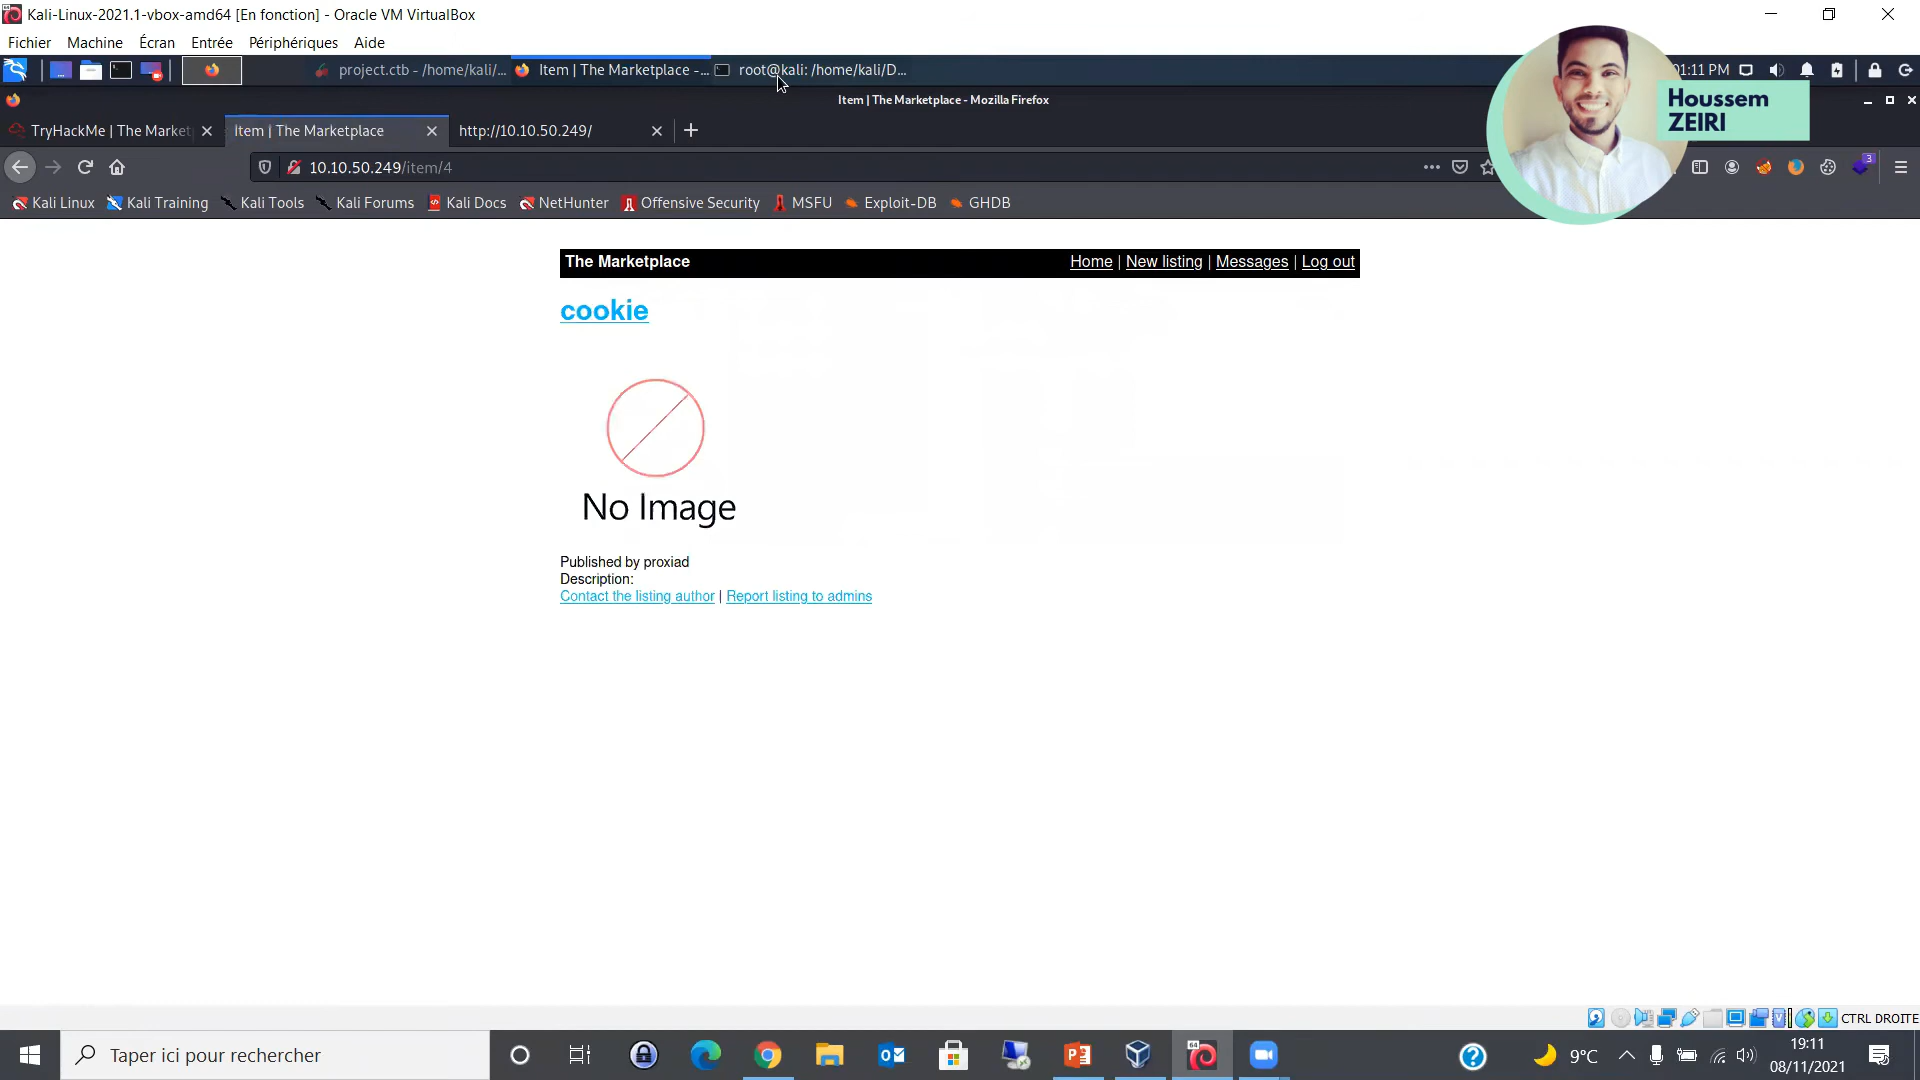 Kali-Linux-2021.1-vbox-amd64 [En fonction] - Oracle VM VirtualBox
Fichier Machine Écran Entrée Périphériques Aide
project.ctb - /home/kali/... Item | The Marketplace -... root@kali: /home/kali/D... 01:11 PM
Item | The Marketplace - Mozilla Firefox
Houssem
ZEIRI
TryHackMe | The Market Item | The Marketplace http://10.10.50.249/
10.10.50.249/item/4 3
Kali Linux Kali Training Kali Tools Kali Forums Kali Docs NetHunter Offensive Security MSFU Exploit-DB GHDB
The Marketplace Home | New listing | Messages | Log out
cookie
No Image
Published by proxiad
Description:
Contact the listing author | Report listing to admins
CTRL DROITE
Taper ici pour rechercher 9°C 19:11
08/11/2021